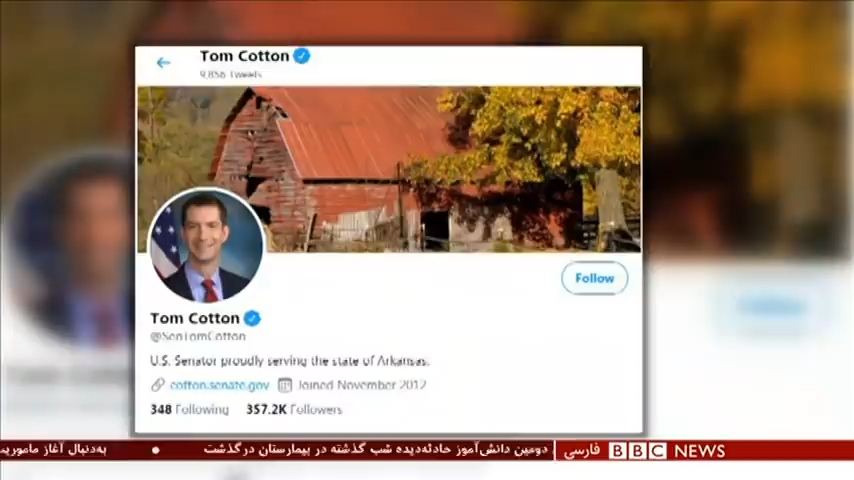 Tom Cotton
9,856 Tweets
Follow
Tom Cotton
@SenTomCotton
U.S. Senator proudly serving the state of Arkansas.
cotton.senate.gov Joined November 2012
348 Following 357.2K Followers
دومین دانش‌آموز حادثه‌دیده شب گذشته در بیمارستان درگذشت • به‌دنبال آغاز ماموریت
BBC NEWS فارسی